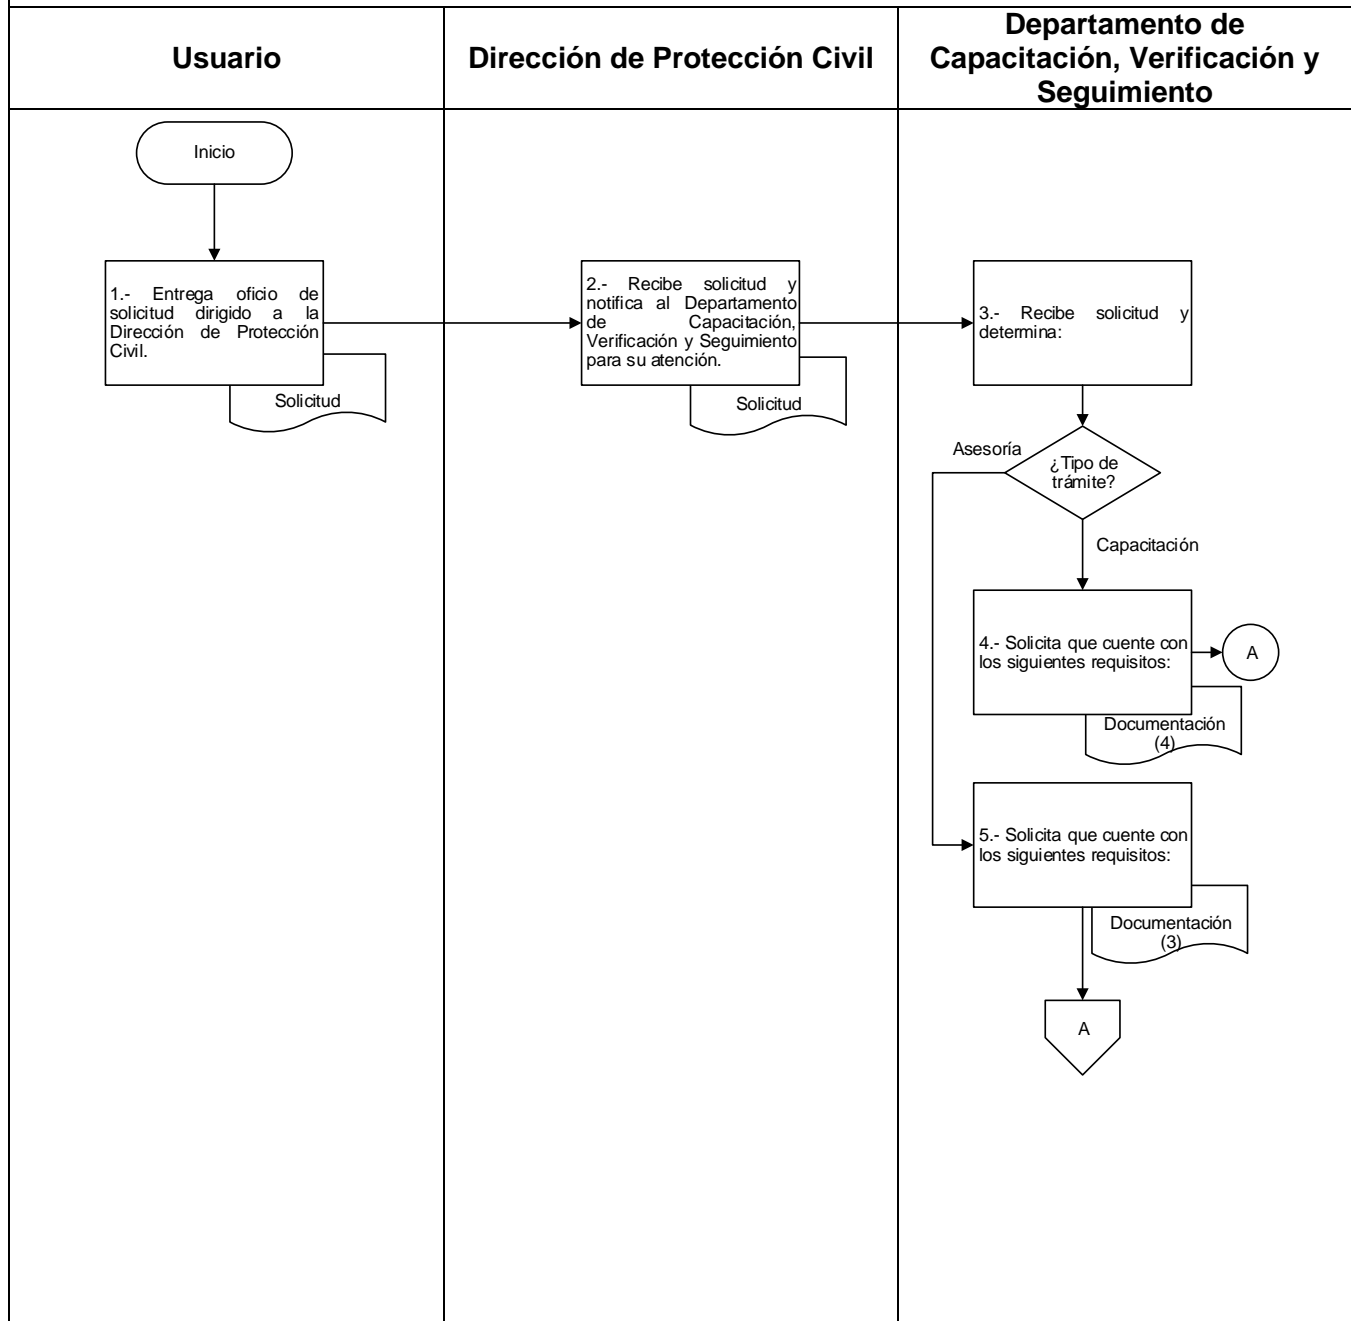 Usuario
Dirección de Protección Civil
Departamento de
Capacitación, Verificación y
Seguimiento
Inicio
1.- Entrega oficio de
solicitud dirigido a la
Dirección de Protección
Civil.
Solicitud
2.- Recibe solicitud y
notifica al Departamento
de Capacitación,
Verificación y Seguimiento
para su atención.
Solicitud
3.- Recibe solicitud y
determina:
¿Tipo de
trámite?
Asesoría
Capacitación
4.- Solicita que cuente con
los siguientes requisitos:
A
Documentación
(4)
5.- Solicita que cuente con
los siguientes requisitos:
Documentación
(3)
A